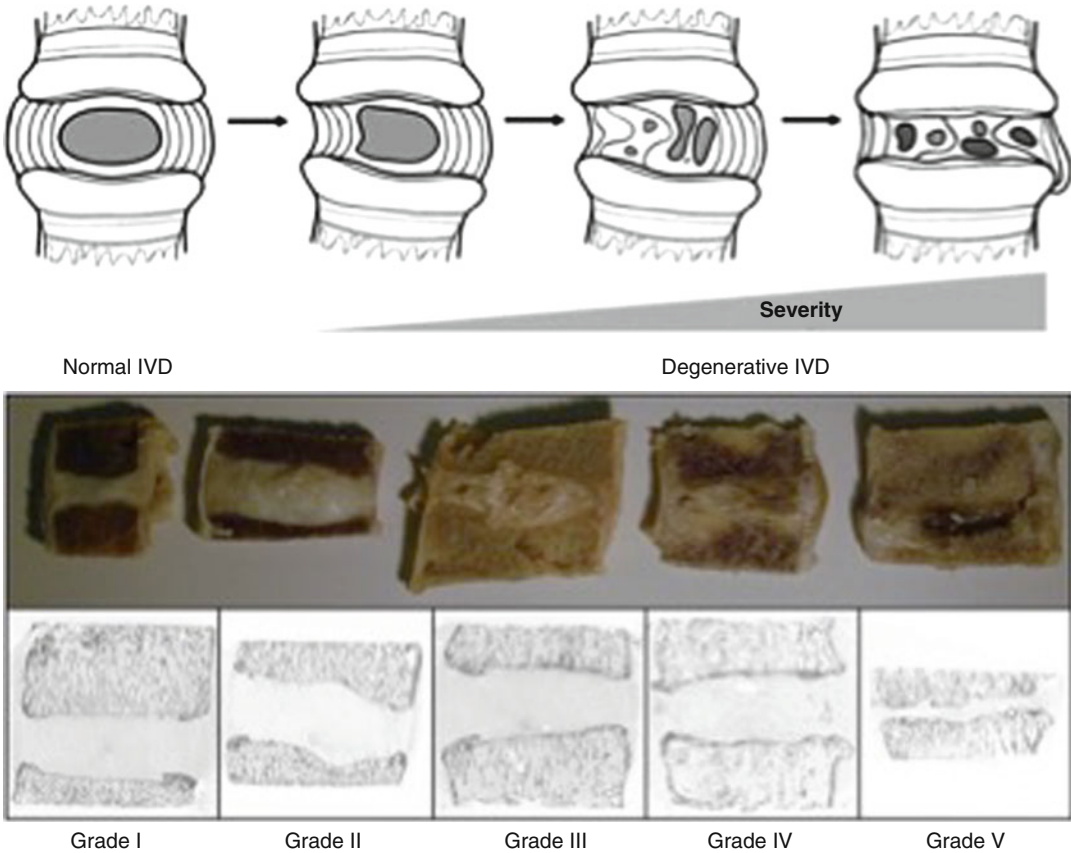 Severity
Normal IVD
Degenerative IVD
Grade I
Grade II
Grade III
Grade IV
Grade V